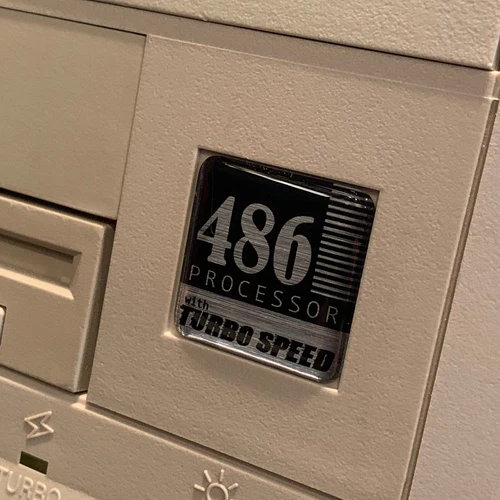 486
PROCESSOR
with
TURBO SPEED
TURBO